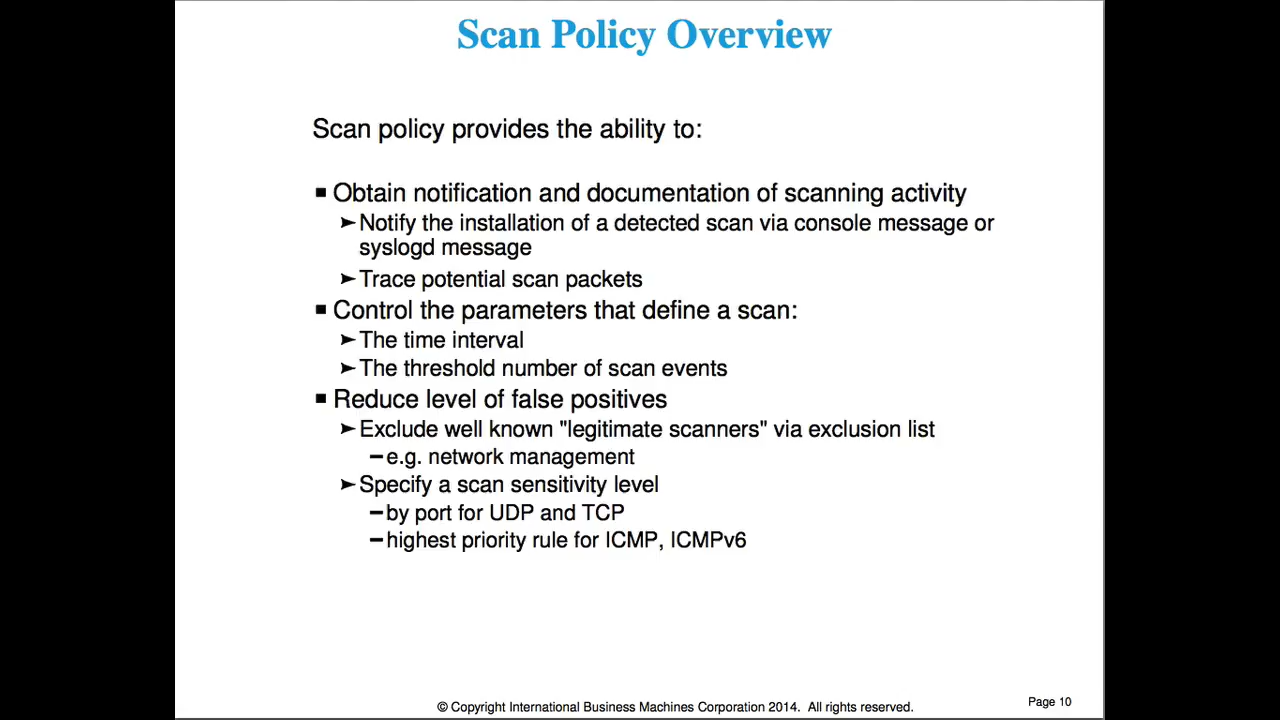 Scan Policy Overview
Scan policy provides the ability to:
■ Obtain notification and documentation of scanning activity
➤Notify the installation of a detected scan via console message or
syslogd message
➤Trace potential scan packets
■ Control the parameters that define a scan:
➤The time interval
➤The threshold number of scan events
■ Reduce level of false positives
➤Exclude well known "legitimate scanners" via exclusion list
–e.g. network management
➤Specify a scan sensitivity level
–by port for UDP and TCP
–highest priority rule for ICMP, ICMPv6
© Copyright International Business Machines Corporation 2014. All rights reserved.
Page 10